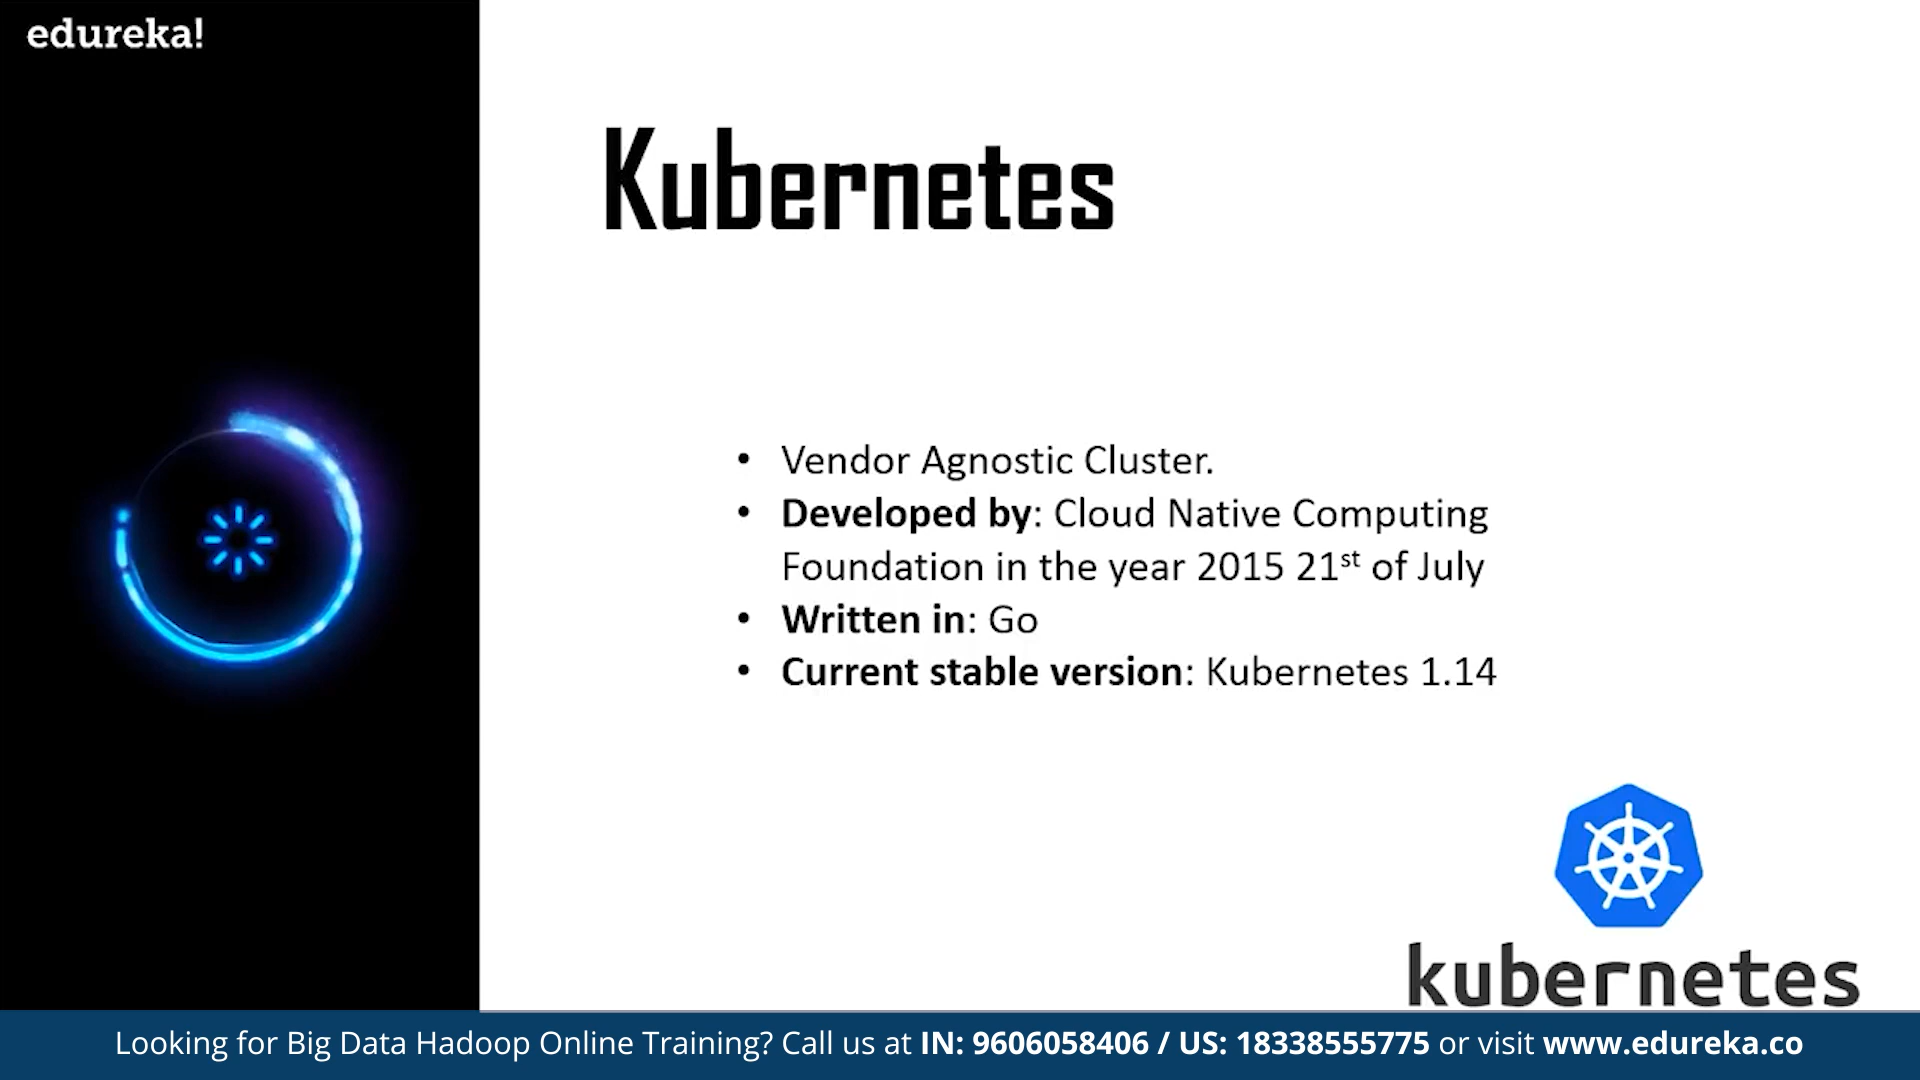 edureka!
Kubernetes
• Vendor Agnostic Cluster.
• Developed by: Cloud Native Computing
Foundation in the year 2015 21st of July
• Written in: Go
• Current stable version: Kubernetes 1.14
kubernetes
Looking for Big Data Hadoop Online Training? Call us at IN: 9606058406 / US: 18338555775 or visit www.edureka.co